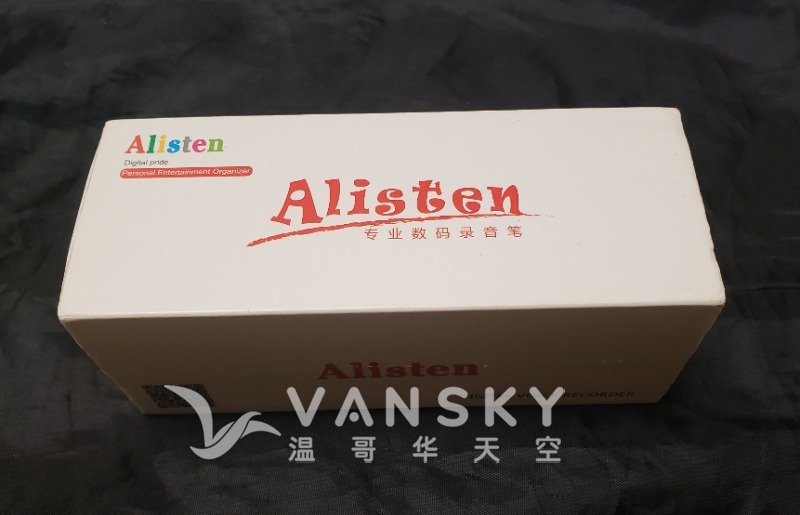 Alisten
Digital pride
Personal Entertainment Organizer
Alisten
专业数码录音笔
Alisten
RECORDER
VANSKY
温哥华天空